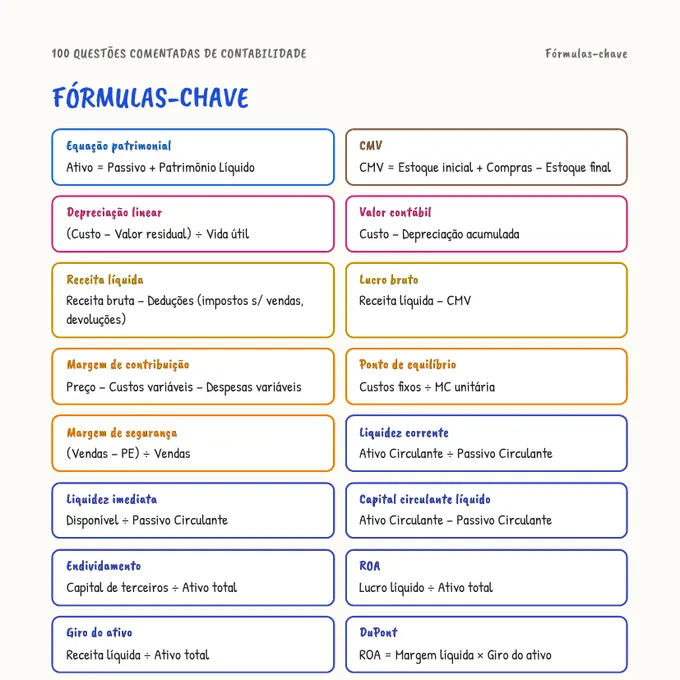 100 QUESTÕES COMENTADAS DE CONTABILIDADE
Fórmulas-chave
FÓRMULAS-CHAVE
Equação patrimonial
Ativo = Passivo + Patrimônio Líquido
CMV
CMV = Estoque inicial + Compras – Estoque final
Depreciação linear
(Custo – Valor residual) ÷ Vida útil
Valor contábil
Custo – Depreciação acumulada
Receita líquida
Receita bruta – Deduções (impostos s/ vendas,
devoluções)
Lucro bruto
Receita líquida – CMV
Margem de contribuição
Preço – Custos variáveis – Despesas variáveis
Ponto de equilíbrio
Custos fixos ÷ MC unitária
Margem de segurança
(Vendas – PE) ÷ Vendas
Liquidez corrente
Ativo Circulante ÷ Passivo Circulante
Liquidez imediata
Disponível ÷ Passivo Circulante
Capital circulante líquido
Ativo Circulante – Passivo Circulante
Endividamento
Capital de terceiros ÷ Ativo total
ROA
Lucro líquido ÷ Ativo total
Giro do ativo
Receita líquida ÷ Ativo total
DuPont
ROA = Margem líquida × Giro do ativo